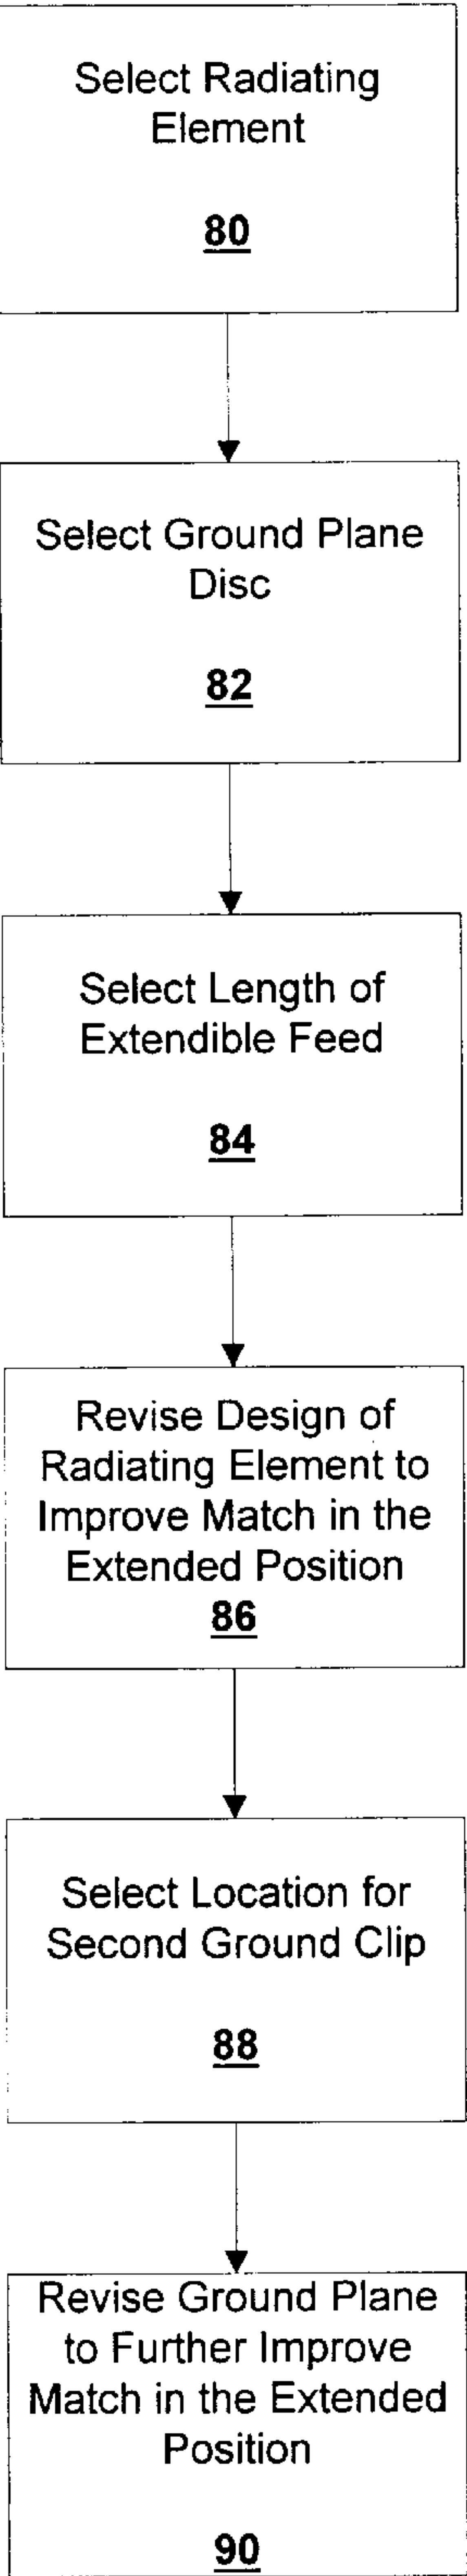 Select Radiating
Element
80
Select Ground Plane
Disc
82
Select Length of
Extendible Feed
84
Revise Design of
Radiating Element to
Improve Match in the
Extended Position
86
Select Location for
Second Ground Clip
88
Revise Ground Plane
to Further Improve
Match in the Extended
Position
90